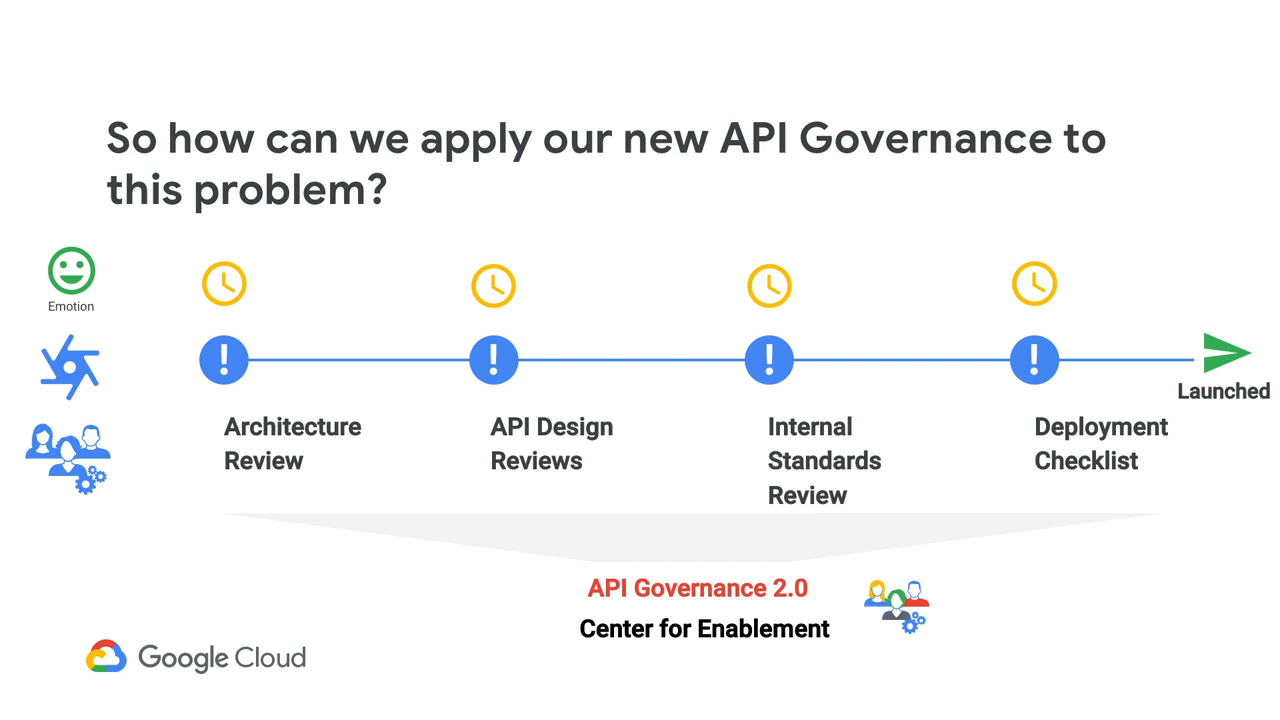 So how can we apply our new API Governance to
this problem?
Emotion
Launched
Architecture
Review
API Design
Reviews
Internal
Standards
Review
Deployment
Checklist
API Governance 2.0
Center for Enablement
Google Cloud